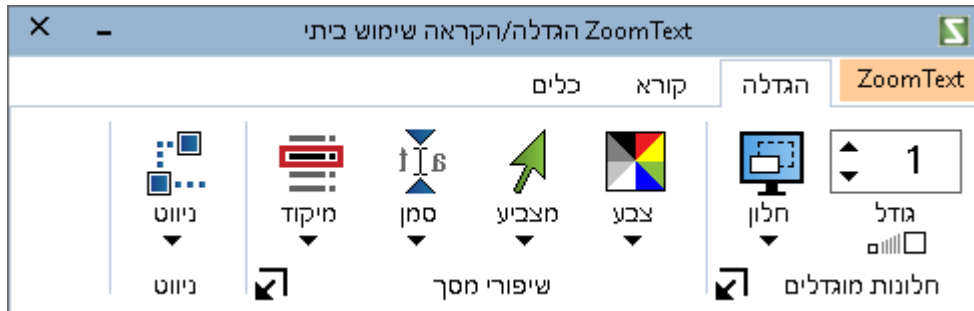 ZoomText הגדלה/הקראה שימוש ביתי
ZoomText הגדלה קורא כלים
1
גודל חלון צבע מצביע סמן מיקוד ניווט
חלונות מוגדלים שיפורי מסך ניווט